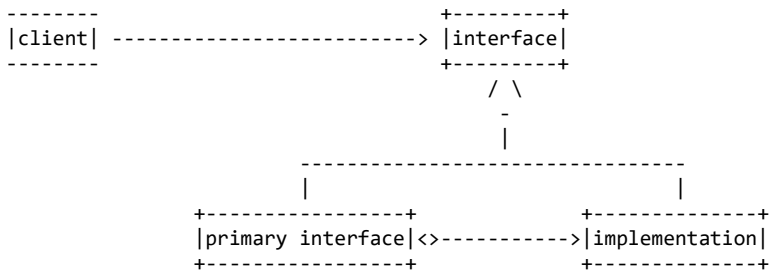 client
interface
primary interface
implementation